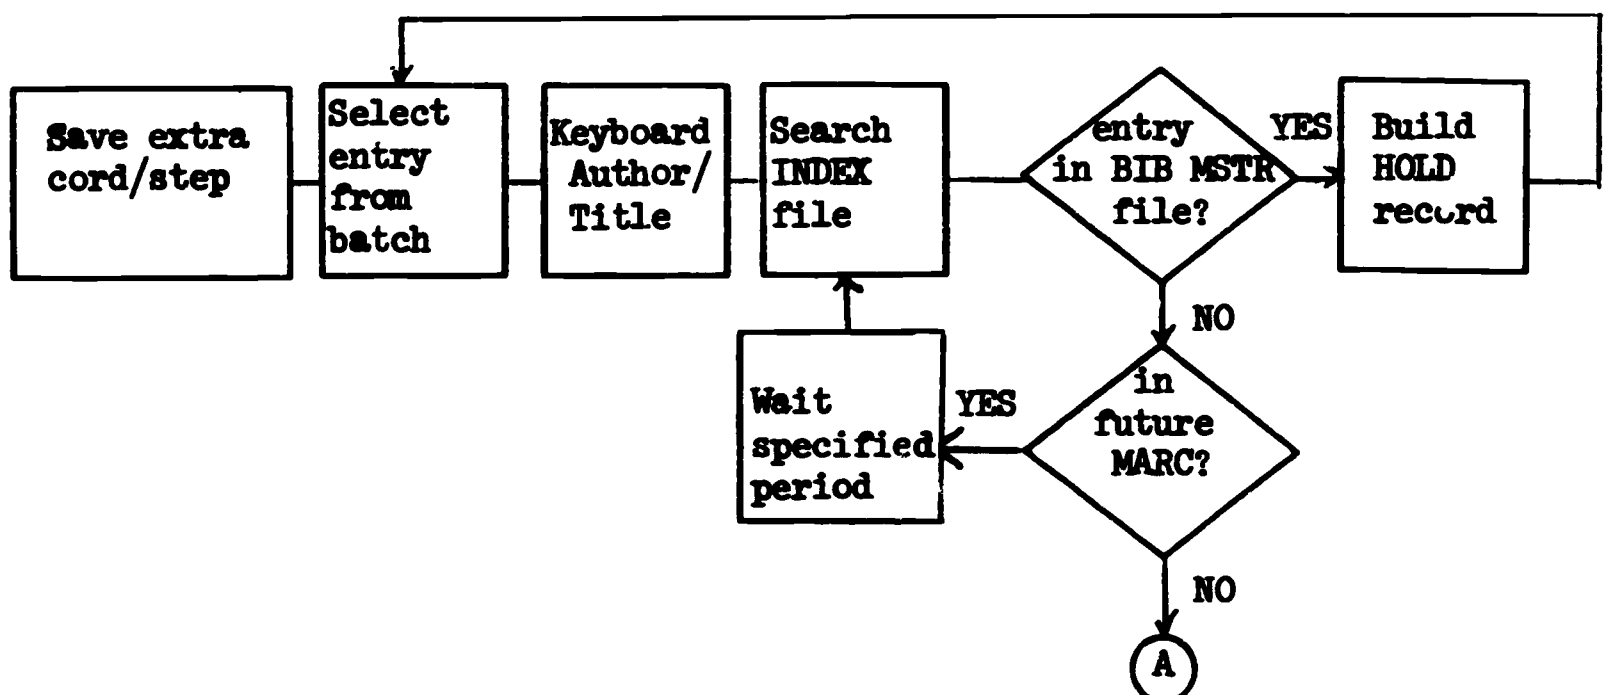 Save extra
cord/step
Select
entry
from
batch
Keyboard
Author/
Title
Search
INDEX
file
entry
in BIB MSTR
file?
YES
Build
HOLD
record
NO
in
future
MARC?
YES
Wait
specified
period
NO
A